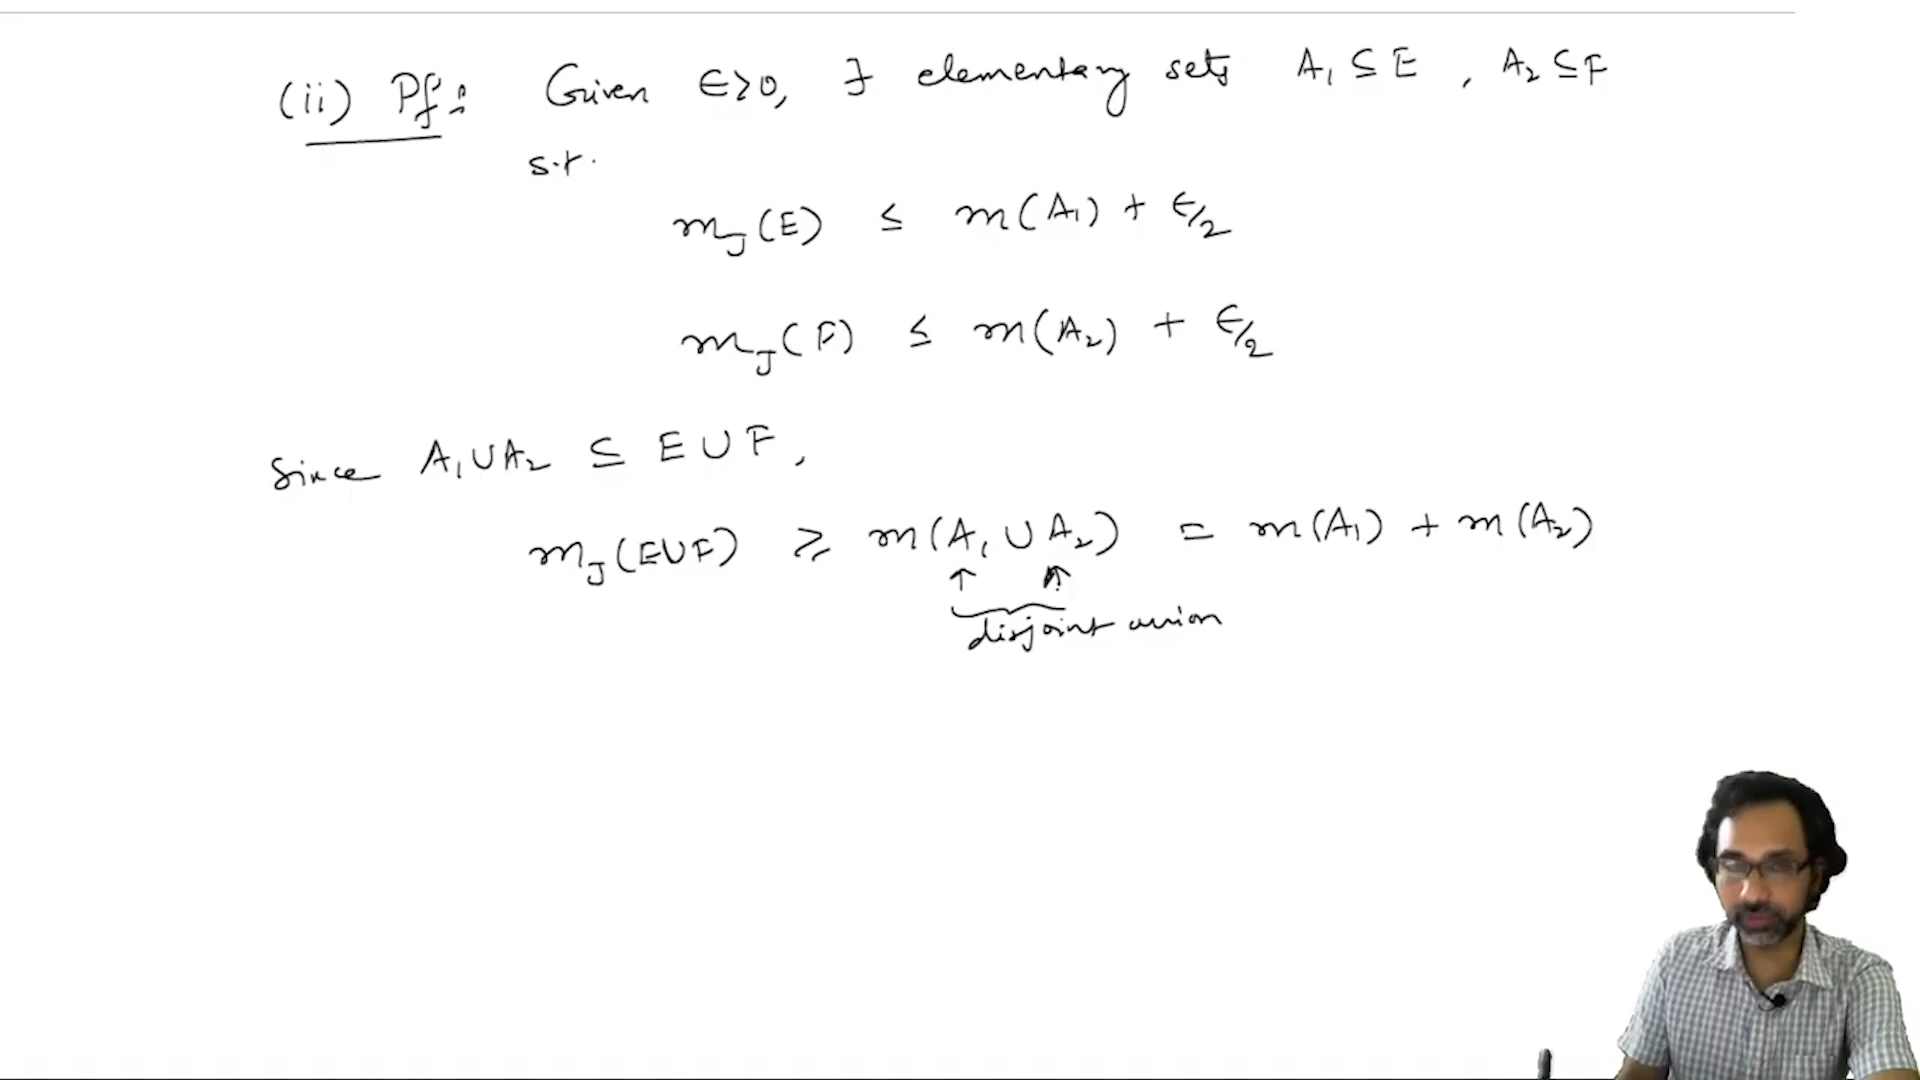 (ii) Pf: Given ϵ>0, ∃ elementary sets A₁ ⊆ E, A₂ ⊆ F
s.t.
m_J(E) ≤ m(A₁) + ϵ/2
m_J(F) ≤ m(A₂) + ϵ/2
Since A₁∪A₂ ⊆ E∪F,
m_J(E∪F) ≥ m(A₁∪A₂) = m(A₁) + m(A₂)
↑ ↑
disjoint union